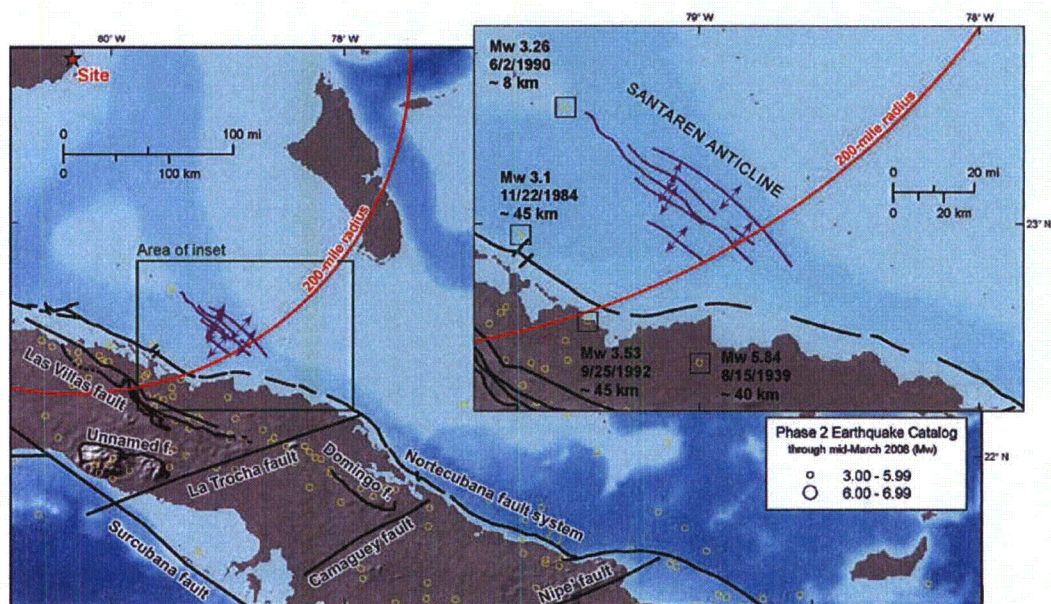 80° W
78° W
79° W
78° W
Site
0
100 mi
0
100 km
200-mile radius
Area of inset
Las Villas fault
Unnamed f.
La Trocha fault
Domingo f.
Nortecubana fault system
Surcubana fault
Camaguey fault
Nipe' fault
Mw 3.26
6/2/1990
~ 8 km
SANTAREN ANTICLINE
200-mile radius
Mw 3.1
11/22/1984
~ 45 km
0
20 mi
0
20 km
23° N
Mw 3.53
9/25/1992
~ 45 km
Mw 5.84
8/15/1939
~ 40 km
22° N
Phase 2 Earthquake Catalog
through mid-March 2008 (Mw)
3.00 - 5.99
6.00 - 6.99